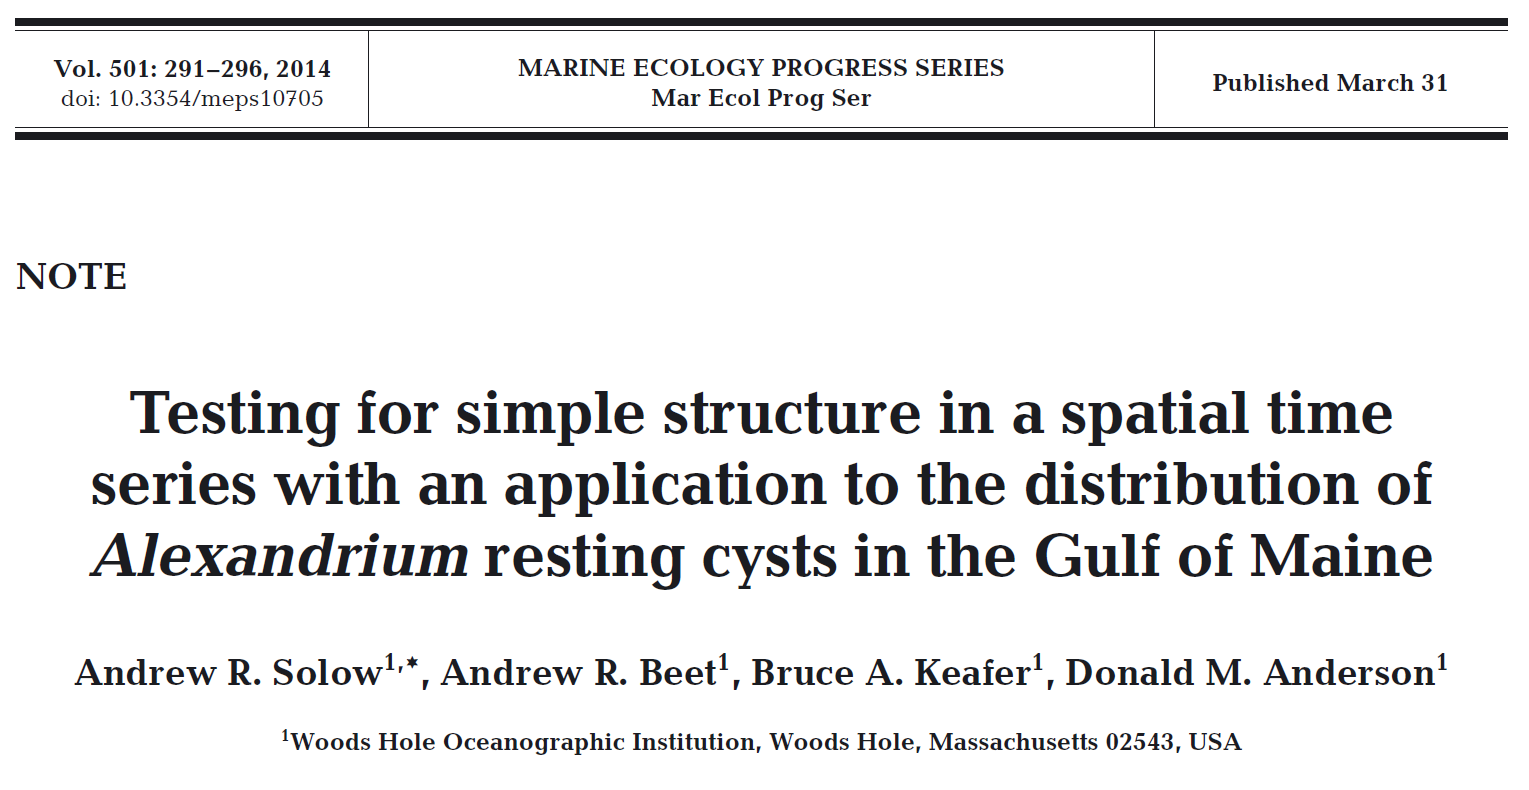 Vol. 501: 291–296, 2014
doi: 10.3354/meps10705
MARINE ECOLOGY PROGRESS SERIES
Mar Ecol Prog Ser
Published March 31
NOTE
Testing for simple structure in a spatial time
series with an application to the distribution of
Alexandrium resting cysts in the Gulf of Maine
Andrew R. Solow1,*, Andrew R. Beet1, Bruce A. Keafer1, Donald M. Anderson1
1Woods Hole Oceanographic Institution, Woods Hole, Massachusetts 02543, USA